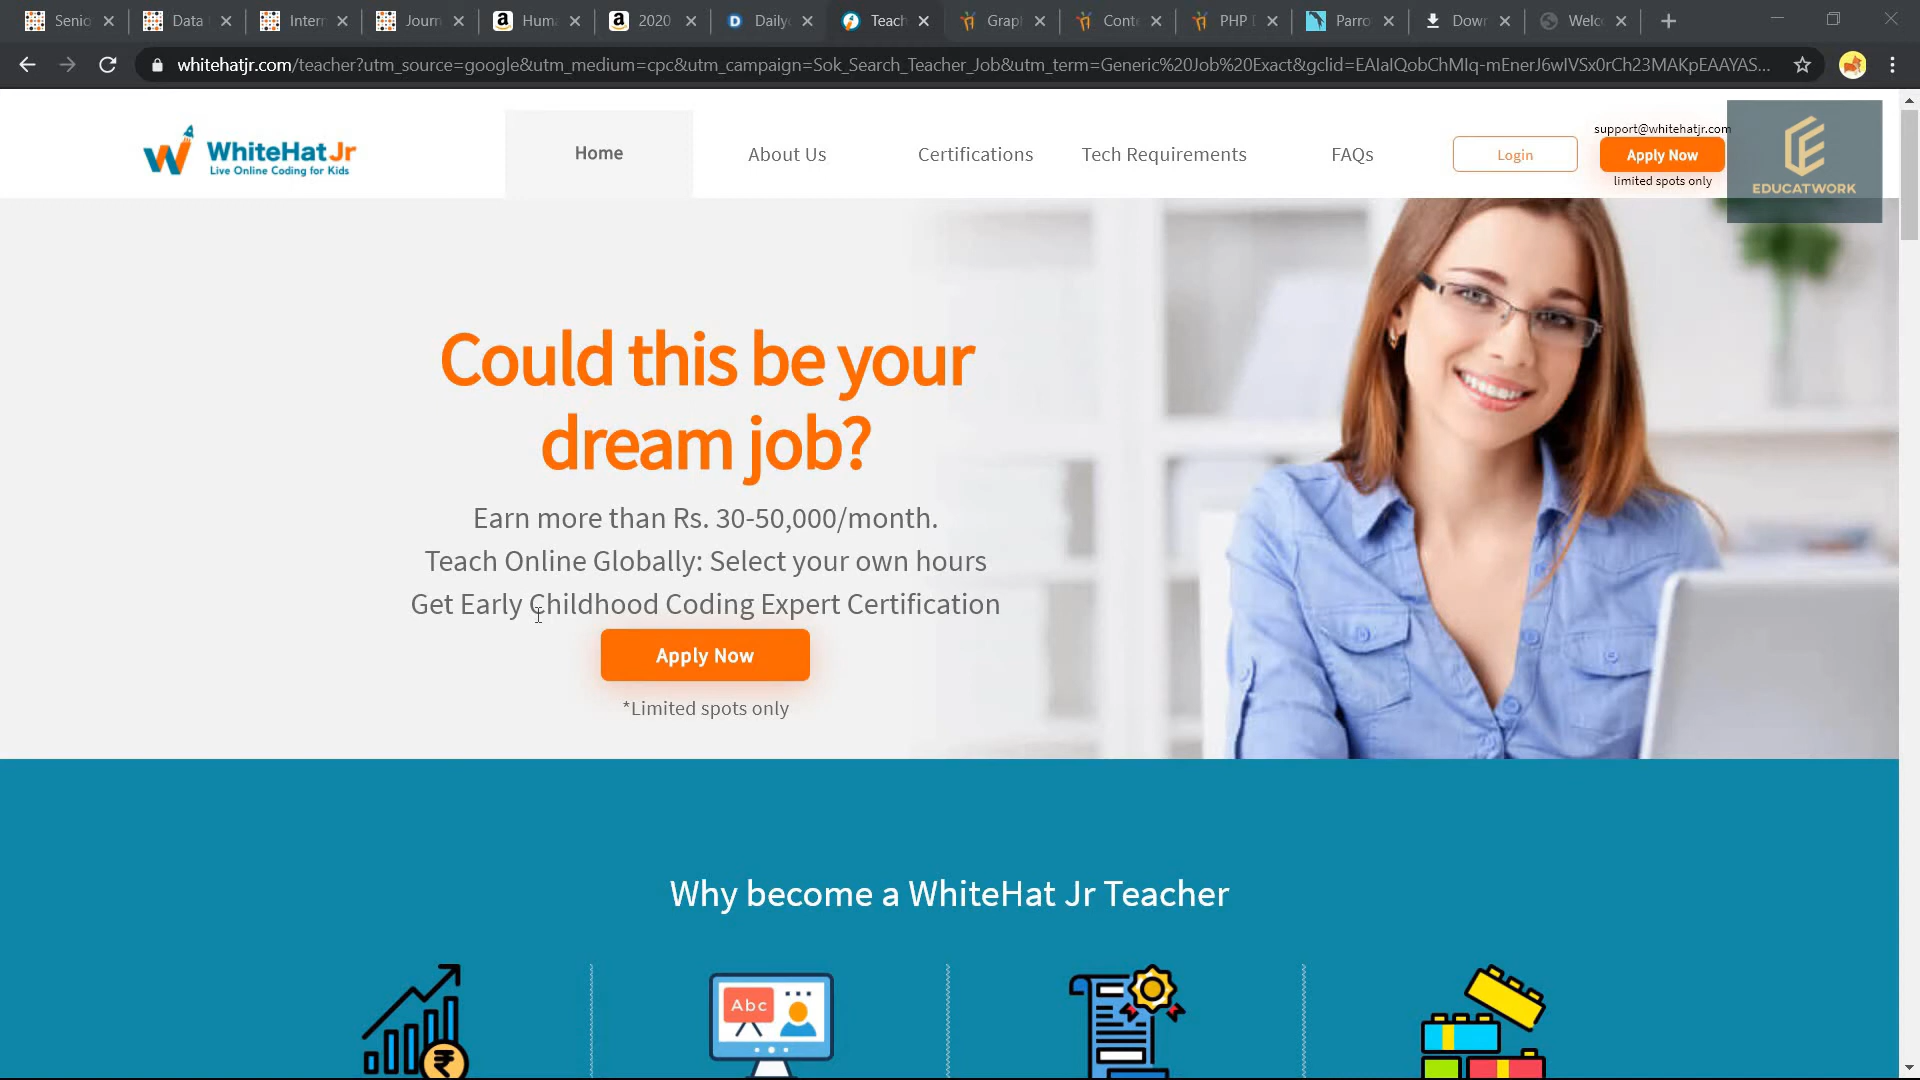 Senio
Data
Intern
Journ
Huma
2020
Daily
Teach
Grap
Conte
PHP
Parro
Down
Welc
whitehatjr.com/teacher?utm_source=google&utm_medium=cpc&utm_campaign=Sok_Search_Teacher_Job&utm_term=Generic%20Job%20Exact&gclid=EAIaIQobChMIq-mEnerJ6wIVSx0rCh23MAKpEAAYAS...
WhiteHat Jr
Live Online Coding for Kids
Home
About Us
Certifications
Tech Requirements
FAQs
Login
support@whitehatjr.com
Apply Now
limited spots only
EDUCATWORK
Could this be your
dream job?
Earn more than Rs. 30-50,000/month.
Teach Online Globally: Select your own hours
Get Early Childhood Coding Expert Certification
Apply Now
*Limited spots only
Why become a WhiteHat Jr Teacher
Abc